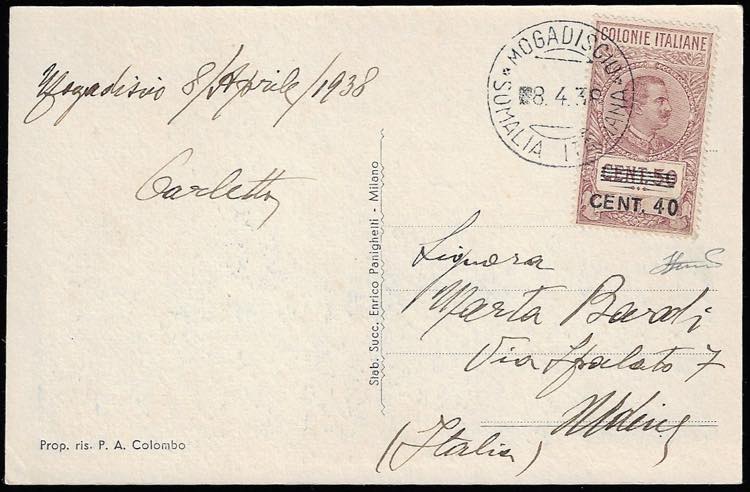 Mogadiscio 8/Aprile/1938
Carletto
* MOGADISCIO *
8.4.38
SOMALIA ITALIANA
COLONIE ITALIANE
CENT. 50
CENT. 40
Stab. Succ. Enrico Panigheiti - Milano
Signora
Marta Bardi
Via Spalato 7
Udine
(Italia)
Prop. ris. P. A. Colombo